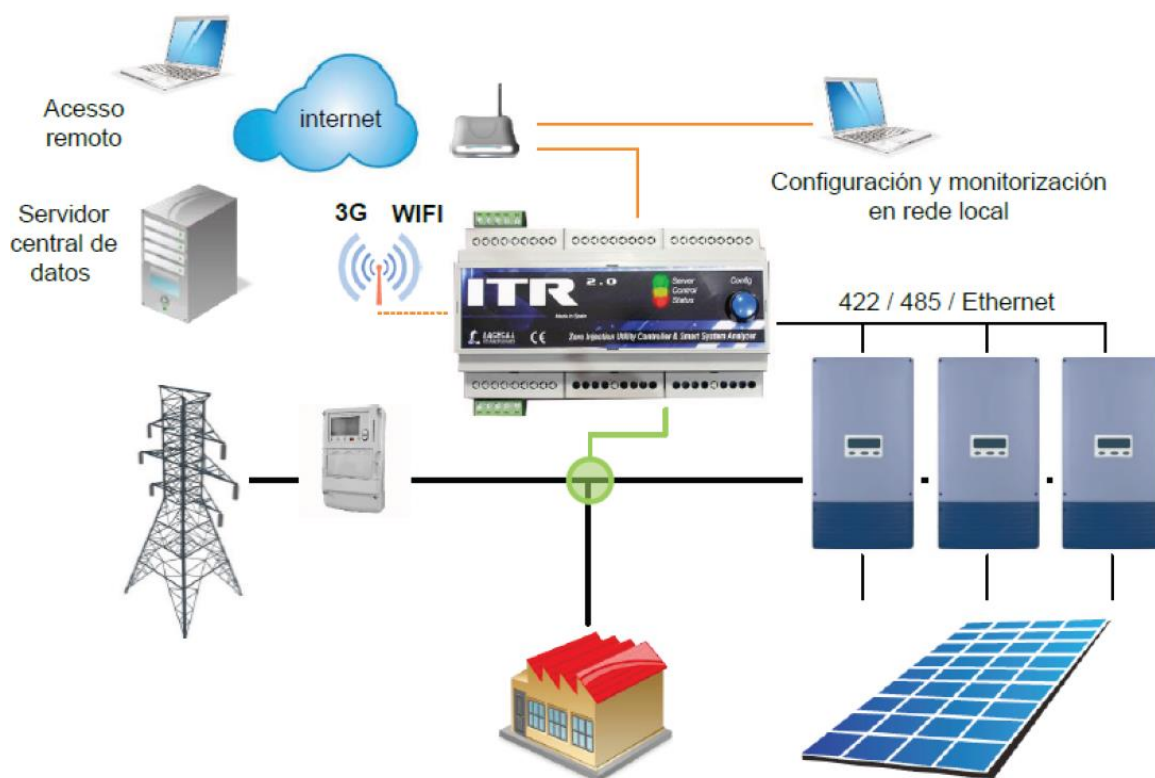 Acesso
remoto
internet
Configuración y monitorización
en rede local
Servidor
central de
datos
3G WIFI
ITR 2.0
Server
Control
Status
Config
Made in Spain
CE
Zero Injection Utility Controller & Smart System Analyzer
422 / 485 / Ethernet